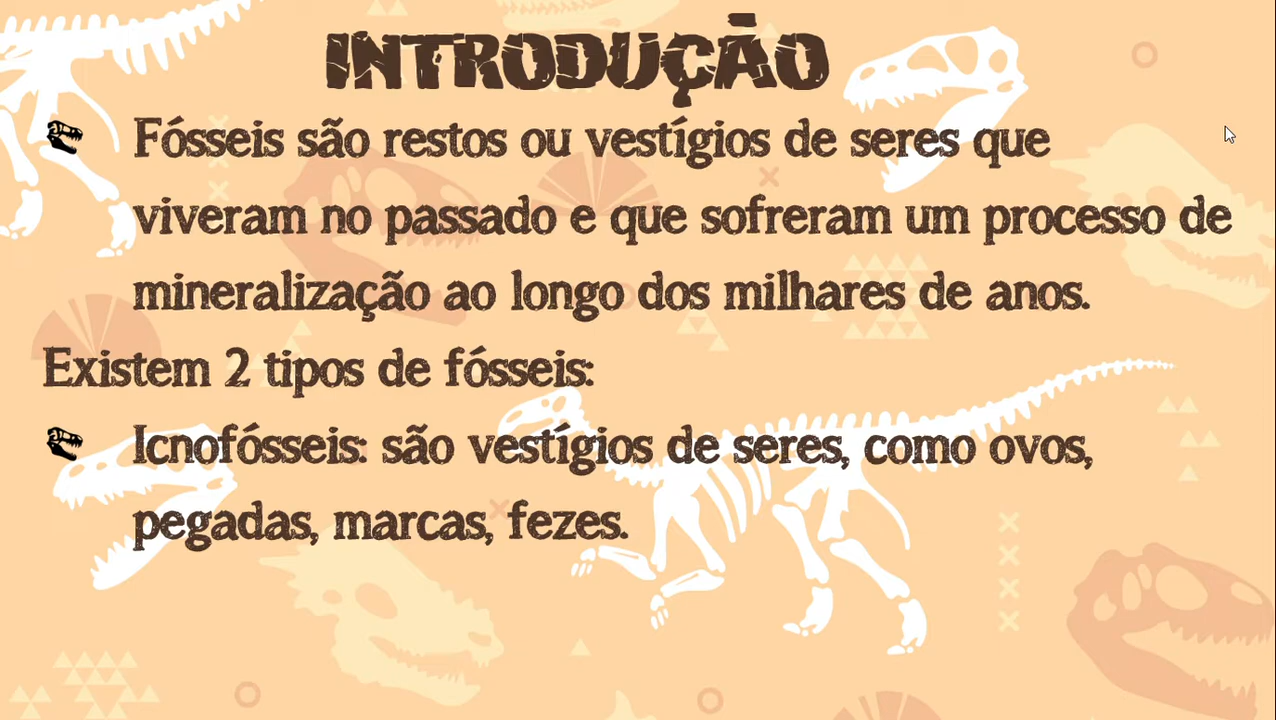 INTRODUÇÃO
Fósseis são restos ou vestígios de seres que
viveram no passado e que sofreram um processo de
mineralização ao longo dos milhares de anos.
Existem 2 tipos de fósseis:
Icnofósseis: são vestígios de seres, como ovos,
pegadas, marcas, fezes.